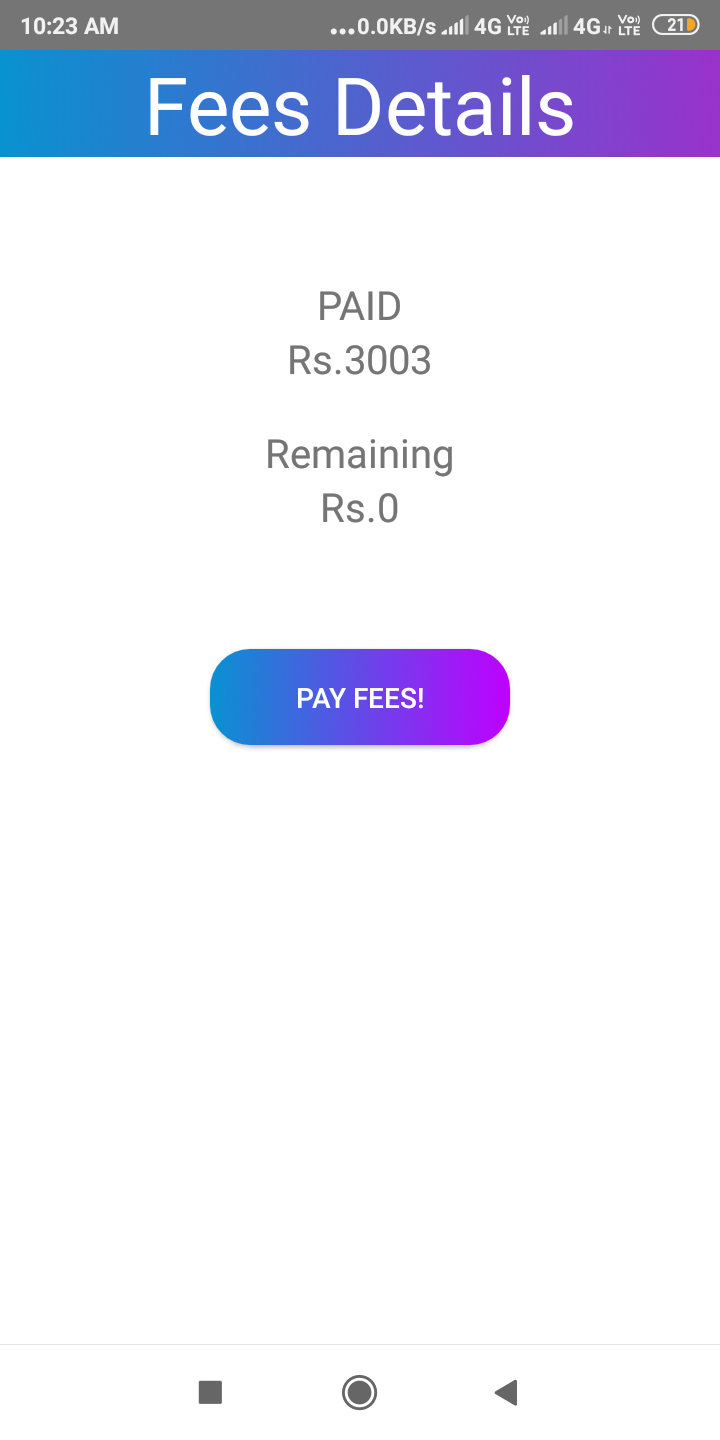 10:23 AM ...0.0KB/s 4G Vo) LTE 4G Vo) LTE 21
Fees Details
PAID
Rs.3003
Remaining
Rs.0
PAY FEES!